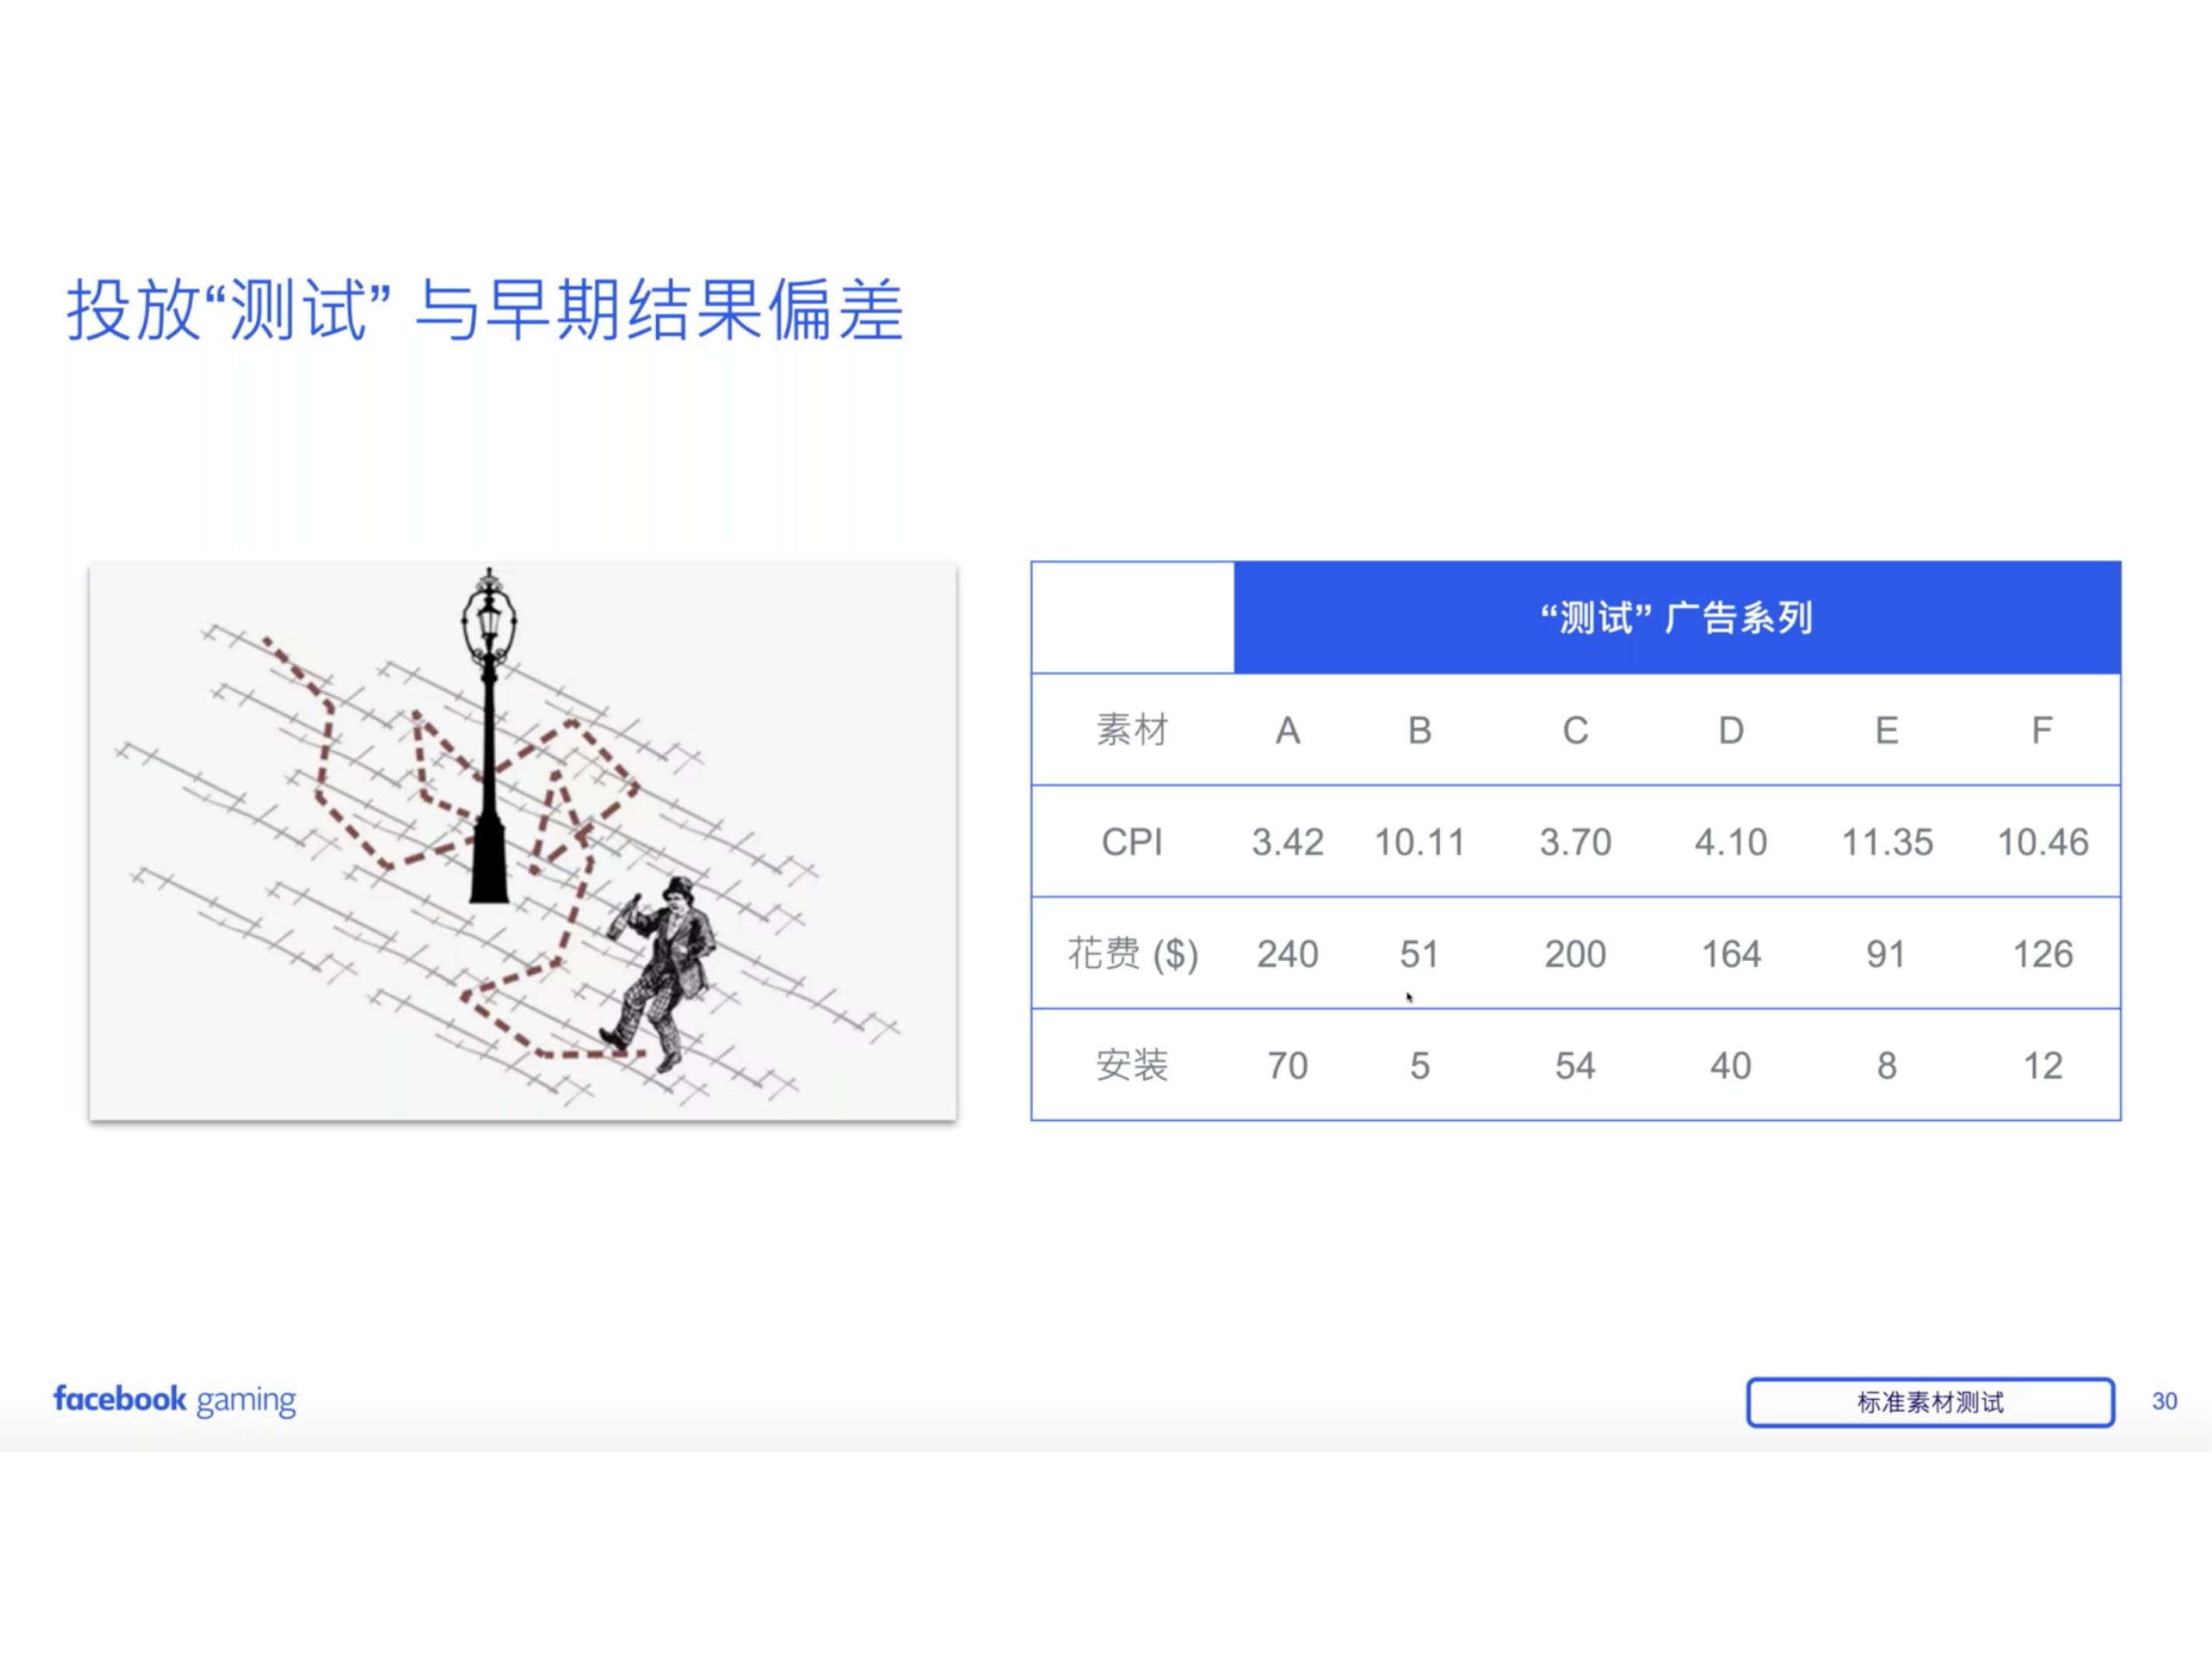 投放“测试” 与早期结果偏差
“测试” 广告系列
素材 A B C D E F
CPI 3.42 10.11 3.70 4.10 11.35 10.46
花费 ($) 240 51 200 164 91 126
安装 70 5 54 40 8 12
facebook gaming
标准素材测试
30